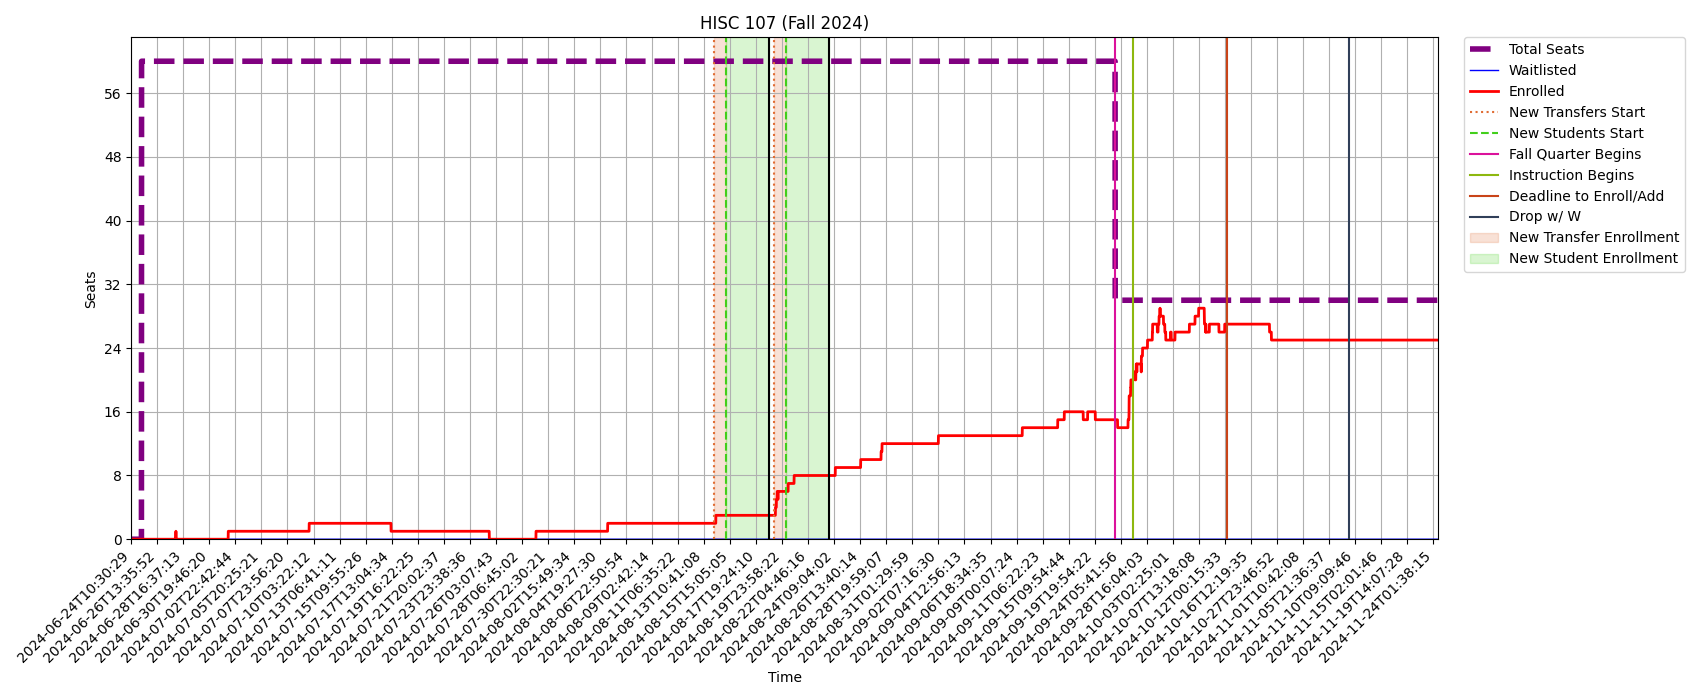 HISC 107 (Fall 2024)
Total Seats
Waitlisted
Enrolled
New Transfers Start
New Students Start
Fall Quarter Begins
Instruction Begins
Deadline to Enroll/Add
Drop w/ W
New Transfer Enrollment
New Student Enrollment
Seats
56
48
40
32
24
16
8
0
2024-06-24T10:30:29
2024-06-26T13:35:52
2024-06-28T16:37:13
2024-06-30T19:46:20
2024-07-02T22:42:44
2024-07-05T01:20:25:21
2024-07-07T23:56:20
2024-07-10T03:22:12
2024-07-13T06:41:11
2024-07-15T09:55:26
2024-07-17T13:04:34
2024-07-19T16:22:25
2024-07-21T20:02:37
2024-07-23T23:38:36
2024-07-26T03:07:43
2024-07-28T06:45:02
2024-07-30T22:30:21
2024-08-02T15:49:34
2024-08-04T19:27:30
2024-08-06T22:50:54
2024-08-09T02:42:14
2024-08-11T06:35:22
2024-08-13T10:41:08
2024-08-15T15:05:05
2024-08-17T19:24:10
2024-08-19T23:58:22
2024-08-22T04:46:16
2024-08-24T09:04:02
2024-08-26T13:40:14
2024-08-28T19:59:07
2024-08-31T01:29:59
2024-09-02T07:16:30
2024-09-04T12:56:13
2024-09-06T18:34:35
2024-09-09T00:07:24
2024-09-11T06:22:23
2024-09-15T09:54:44
2024-09-19T19:54:22
2024-09-24T05:41:56
2024-09-28T16:04:03
2024-10-03T02:25:01
2024-10-07T13:18:08
2024-10-12T00:15:33
2024-10-16T12:19:35
2024-10-27T23:46:52
2024-11-01T10:42:08
2024-11-05T21:36:37
2024-11-10T09:09:46
2024-11-15T02:01:46
2024-11-19T14:07:28
2024-11-24T01:38:15
Time